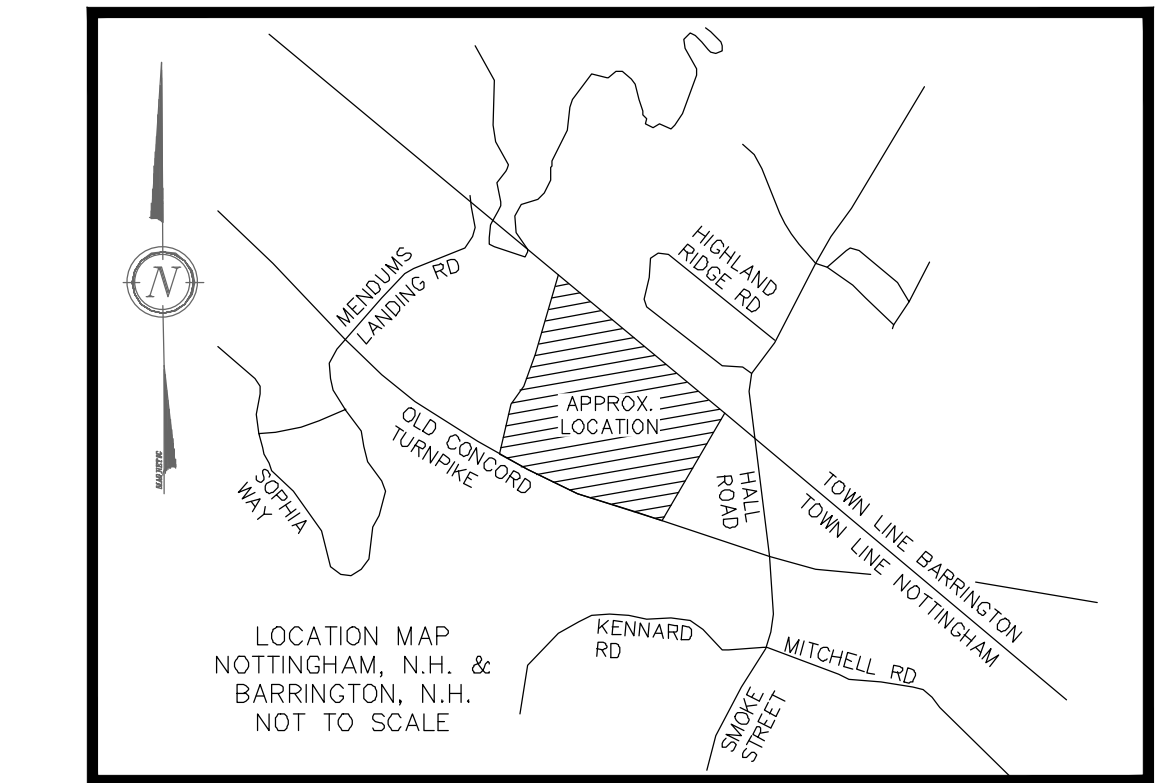 HIGHLAND
RIDGE RD
MENDUMS
LANDING RD
N
APPROX.
LOCATION
OLD CONCORD
TURNPIKE
MAGNETIC
SOPHIA
WAY
HALL
ROAD
TOWN LINE BARRINGTON
TOWN LINE NOTTINGHAM
KENNARD
RD
MITCHELL RD
SMOKE
STREET
LOCATION MAP
NOTTINGHAM, N.H. &
BARRINGTON, N.H.
NOT TO SCALE